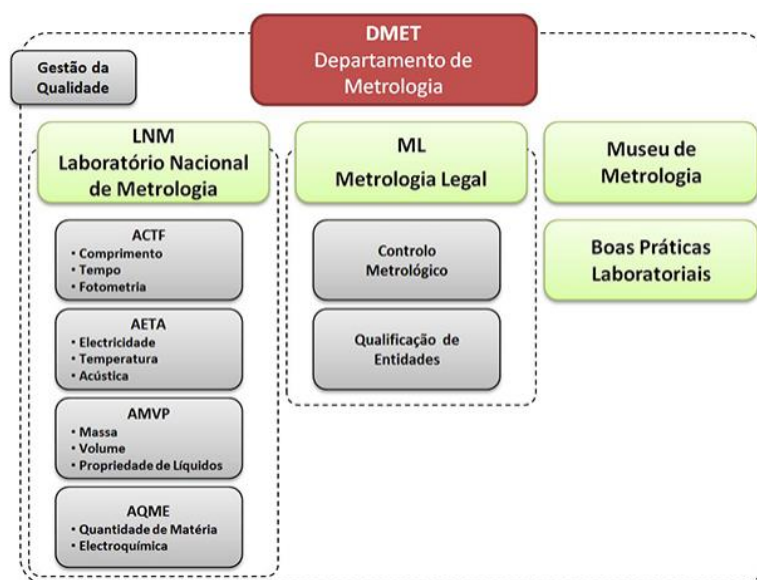 DMET
Departamento de
Metrologia
Gestão da
Qualidade
LNM
Laboratório Nacional
de Metrologia
ACTF
• Comprimento
• Tempo
• Fotometria
AETA
• Electricidade
• Temperatura
• Acústica
AMVP
• Massa
• Volume
• Propriedade de Líquidos
AQME
• Quantidade de Matéria
• Electroquímica
ML
Metrologia Legal
Controlo
Metrológico
Qualificação de
Entidades
Museu de
Metrologia
Boas Práticas
Laboratoriais